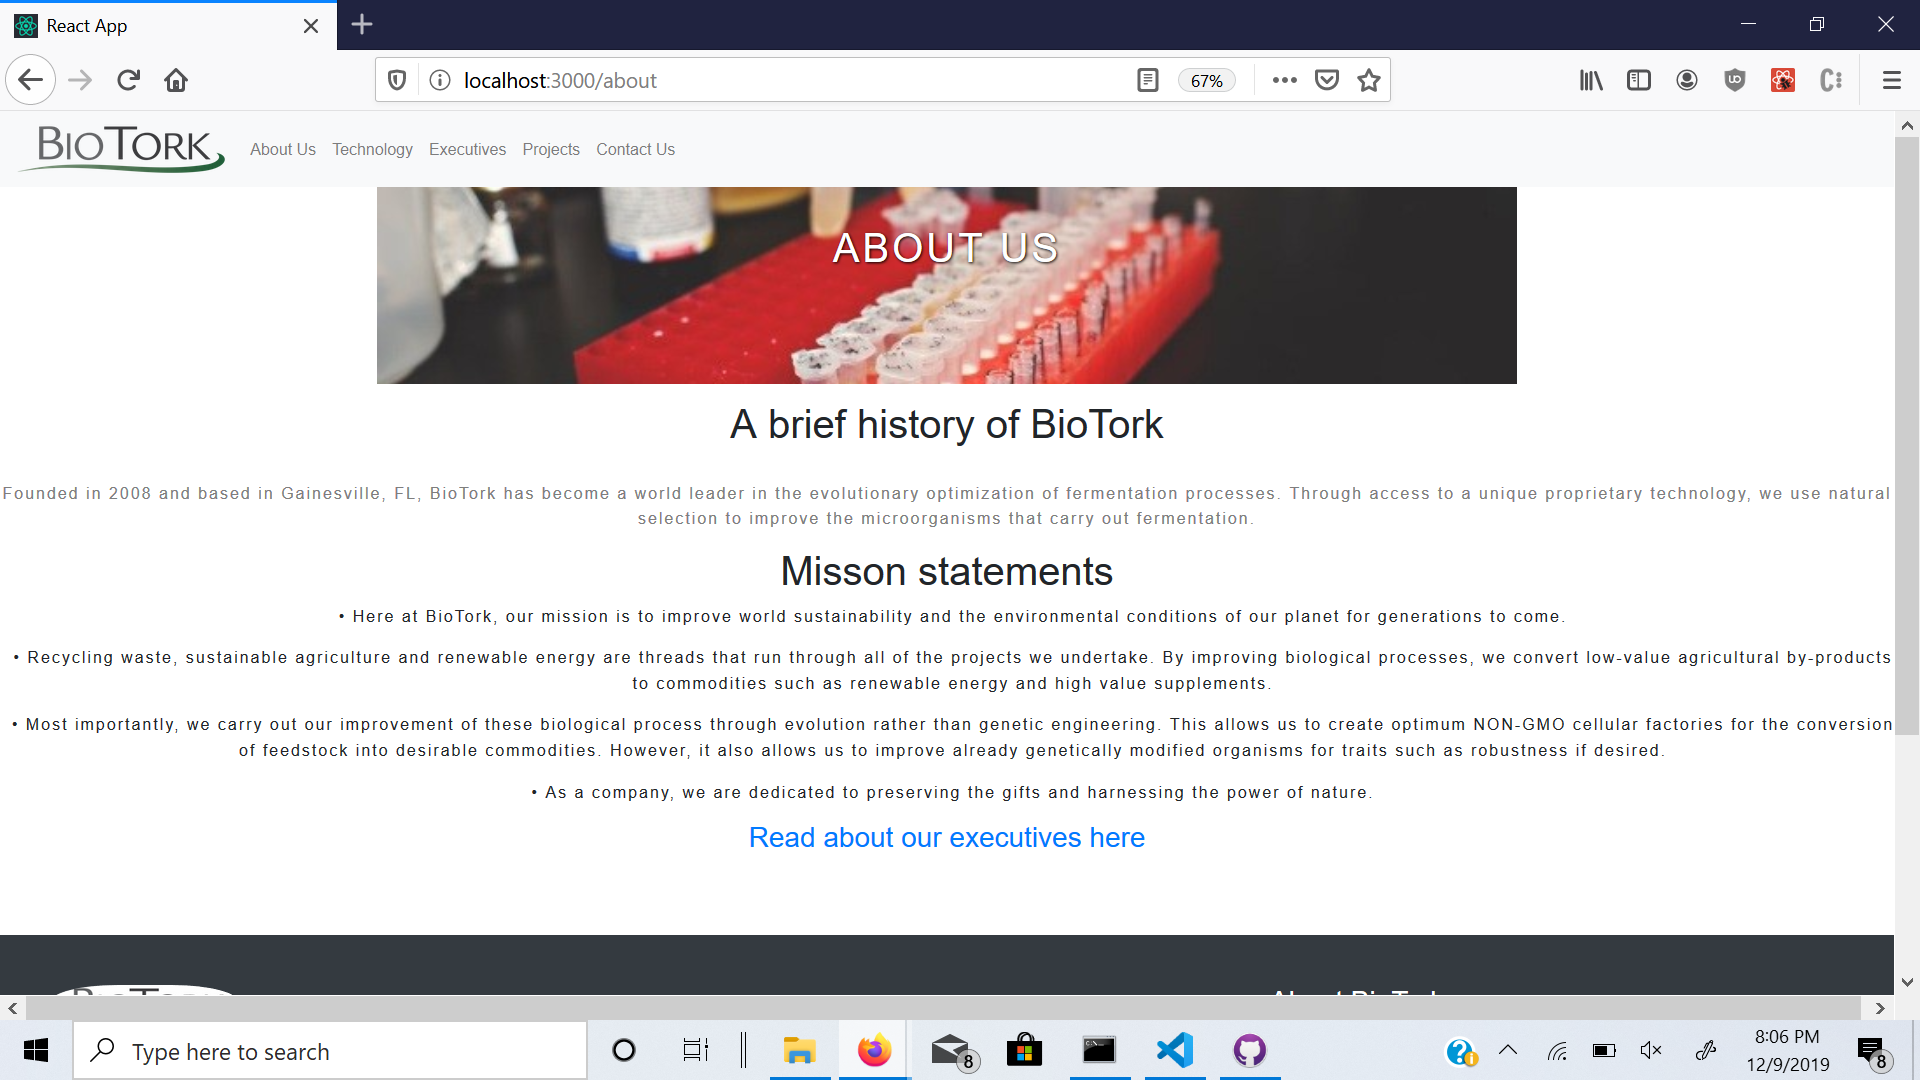 React App
localhost:3000/about
67%
BIOTORK
About Us Technology Executives Projects Contact Us
ABOUT US
A brief history of BioTork
Founded in 2008 and based in Gainesville, FL, BioTork has become a world leader in the evolutionary optimization of fermentation processes. Through access to a unique proprietary technology, we use natural
selection to improve the microorganisms that carry out fermentation.
Misson statements
• Here at BioTork, our mission is to improve world sustainability and the environmental conditions of our planet for generations to come.
• Recycling waste, sustainable agriculture and renewable energy are threads that run through all of the projects we undertake. By improving biological processes, we convert low-value agricultural by-products
to commodities such as renewable energy and high value supplements.
• Most importantly, we carry out our improvement of these biological process through evolution rather than genetic engineering. This allows us to create optimum NON-GMO cellular factories for the conversion
of feedstock into desirable commodities. However, it also allows us to improve already genetically modified organisms for traits such as robustness if desired.
• As a company, we are dedicated to preserving the gifts and harnessing the power of nature.
Read about our executives here
BIOTORK
About BioTork
Type here to search
8
8:06 PM
12/9/2019
8